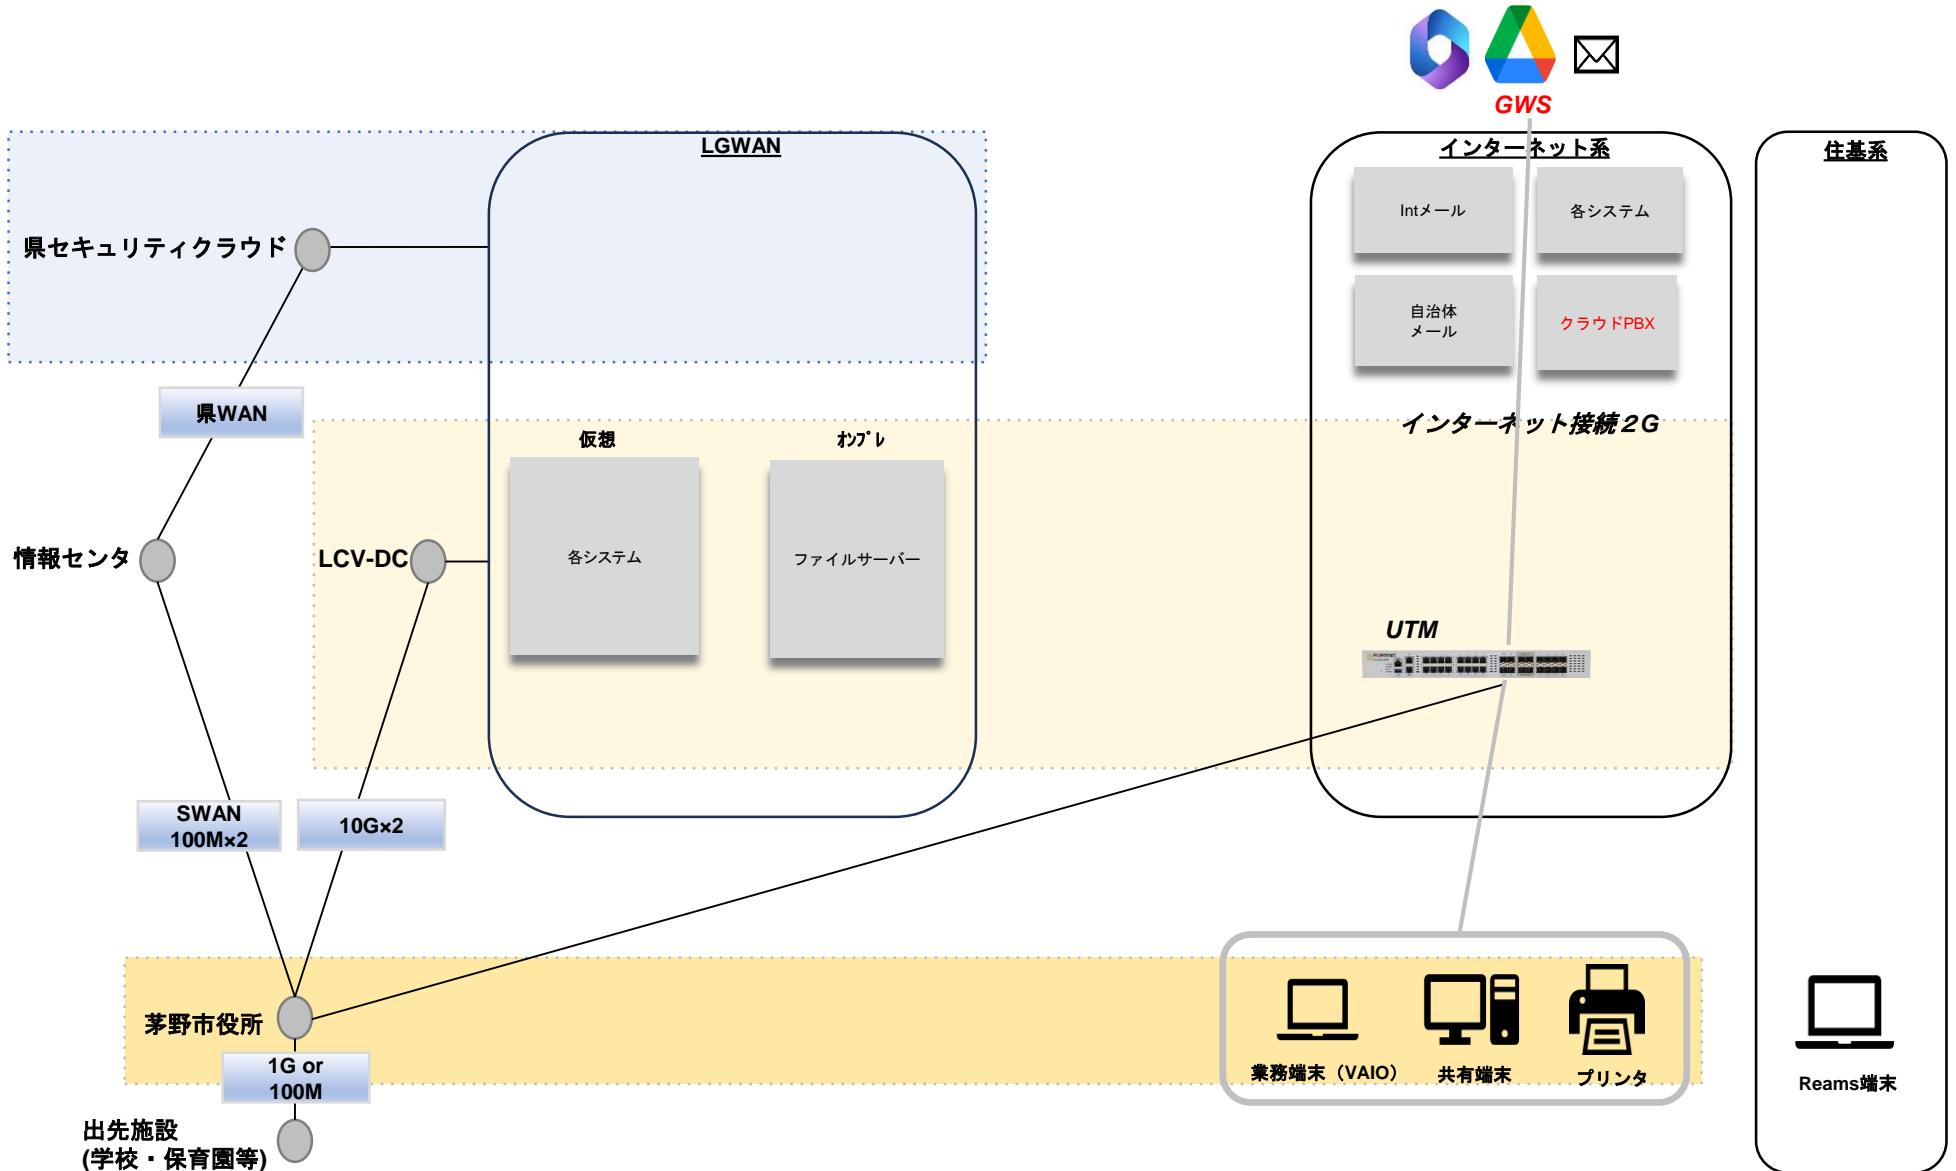 GWS
LGWAN
インターネット系
住基系
Intメール
各システム
県セキュリティクラウド
自治体
メール
クラウドPBX
県WAN
インターネット接続２G
仮想
ｵﾝﾌﾟﾚ
情報センタ
LCV-DC
各システム
ファイルサーバー
UTM
FORTINET
SWAN
100M×2
10G×2
茅野市役所
1G or
100M
業務端末（VAIO）
共有端末
プリンタ
Reams端末
出先施設
(学校・保育園等)